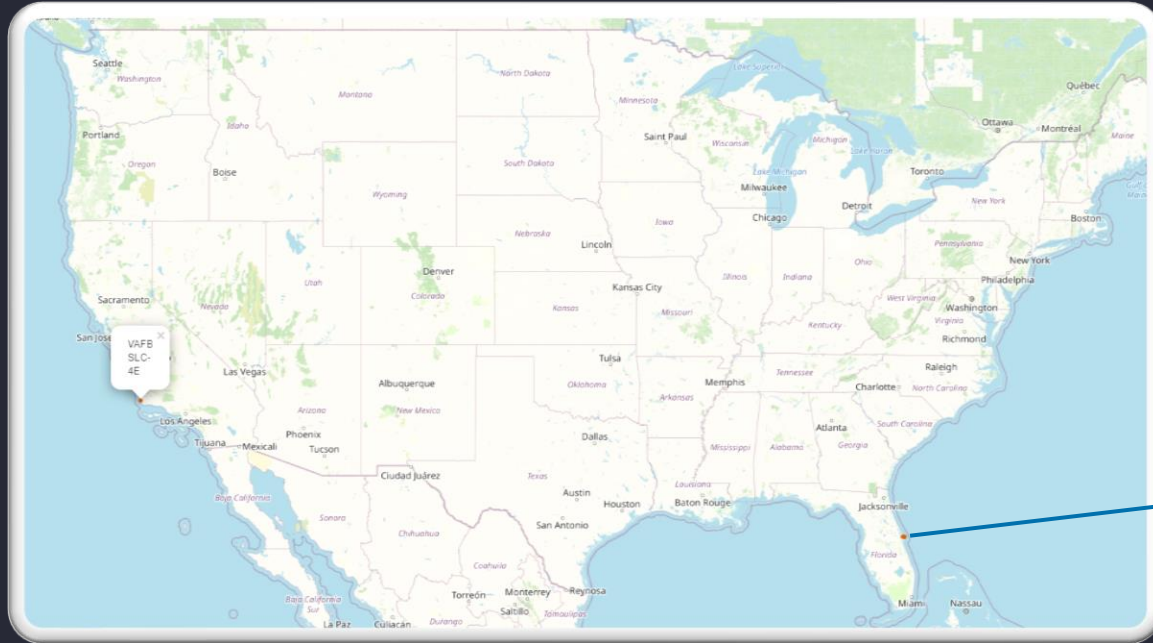 Seattle
Washington
Montana
North Dakota
Lake Superior
Québec
Minnesota
Ottawa
Montréal
Portland
Idaho
Saint Paul
Wisconsin
Michigan
Lake Huron
Maine
Oregon
Boise
South Dakota
Lake Michigan
Toronto
Wyoming
Milwaukee
New York
Detroit
Chicago
Boston
Iowa
Nebraska
Lincoln
Pennsylvania
Ohio
New York
Denver
Utah
Illinois
Indiana
Philadelphia
Sacramento
Colorado
Kansas City
Nevada
Kansas
Missouri
West Virginia
Washington
Virginia
Kentucky
Richmond
San José
×
VAFB
SLC-
4E
Tulsa
Las Vegas
Raleigh
Albuquerque
Oklahoma
Memphis
Tennessee
Charlotte
North Carolina
Arkansas
Arizona
New Mexico
Los Angeles
Atlanta
South Carolina
Phoenix
Dallas
Tijuana
Mexicali
Tucson
Mississippi
Alabama
Georgia
Ciudad Juárez
Texas
Louisiana
Austin
Houston
Baton Rouge
Baja California
Jacksonville
Sonora
San Antonio
Chihuahua
Florida
Coahuila
Torreón
Monterrey
Reynosa
Baja California
Sur
Saltillo
Tamaulipas
Miami
Nassau
La Paz
Culiacán
Durango